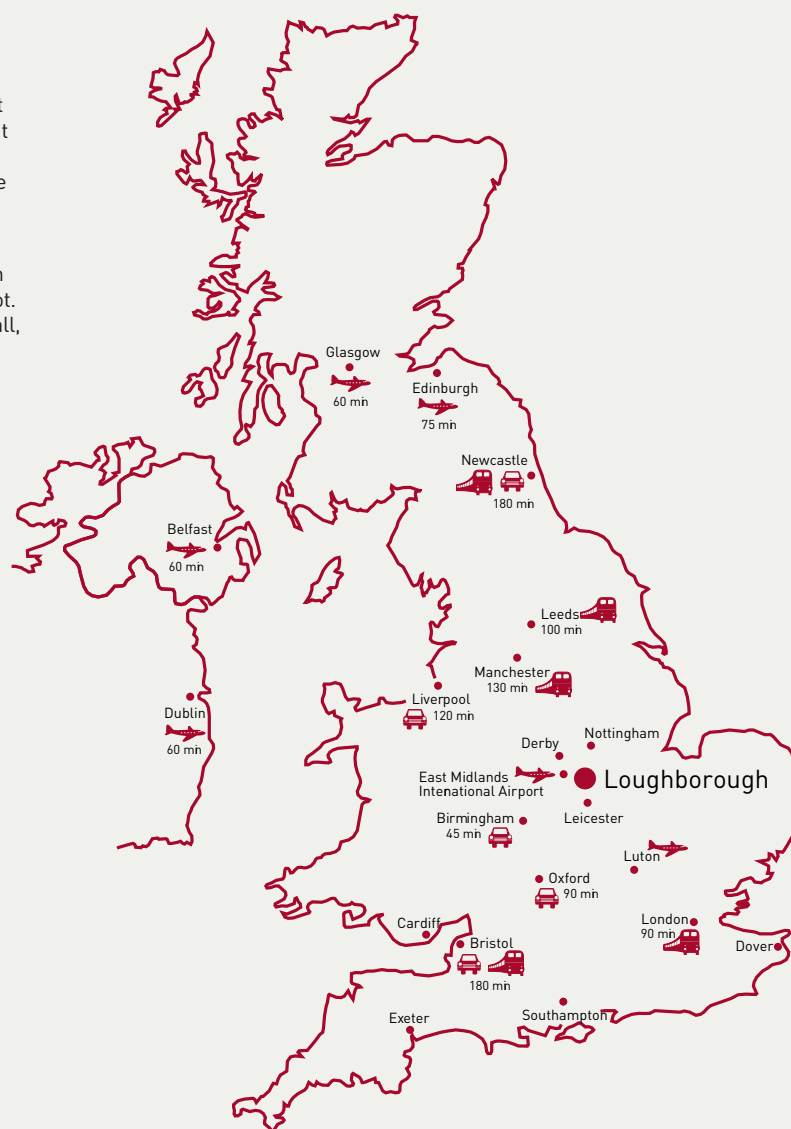 t
t
e
n
ot.
all,
Glasgow
60 min
Edinburgh
75 min
Newcastle
180 min
Belfast
60 min
Leeds
100 min
Manchester
130 min
Liverpool
120 min
Dublin
60 min
Nottingham
Derby
East Midlands
Intenational Airport
Loughborough
Leicester
Birmingham
45 min
Luton
Oxford
90 min
London
90 min
Dover
Cardiff
Bristol
180 min
Southampton
Exeter